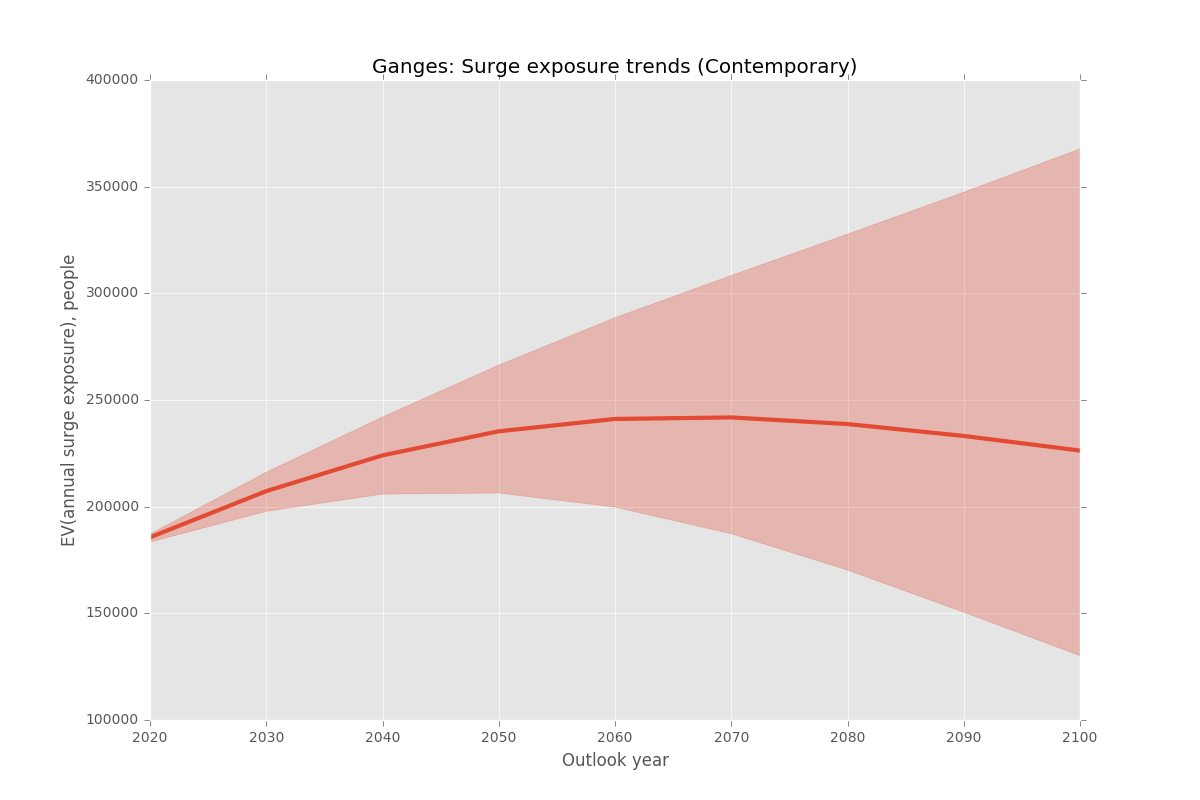 Ganges: Surge exposure trends (Contemporary)
400000
350000
300000
250000
200000
150000
100000
EV(annual surge exposure), people
2020 2030 2040 2050 2060 2070 2080 2090 2100
Outlook year